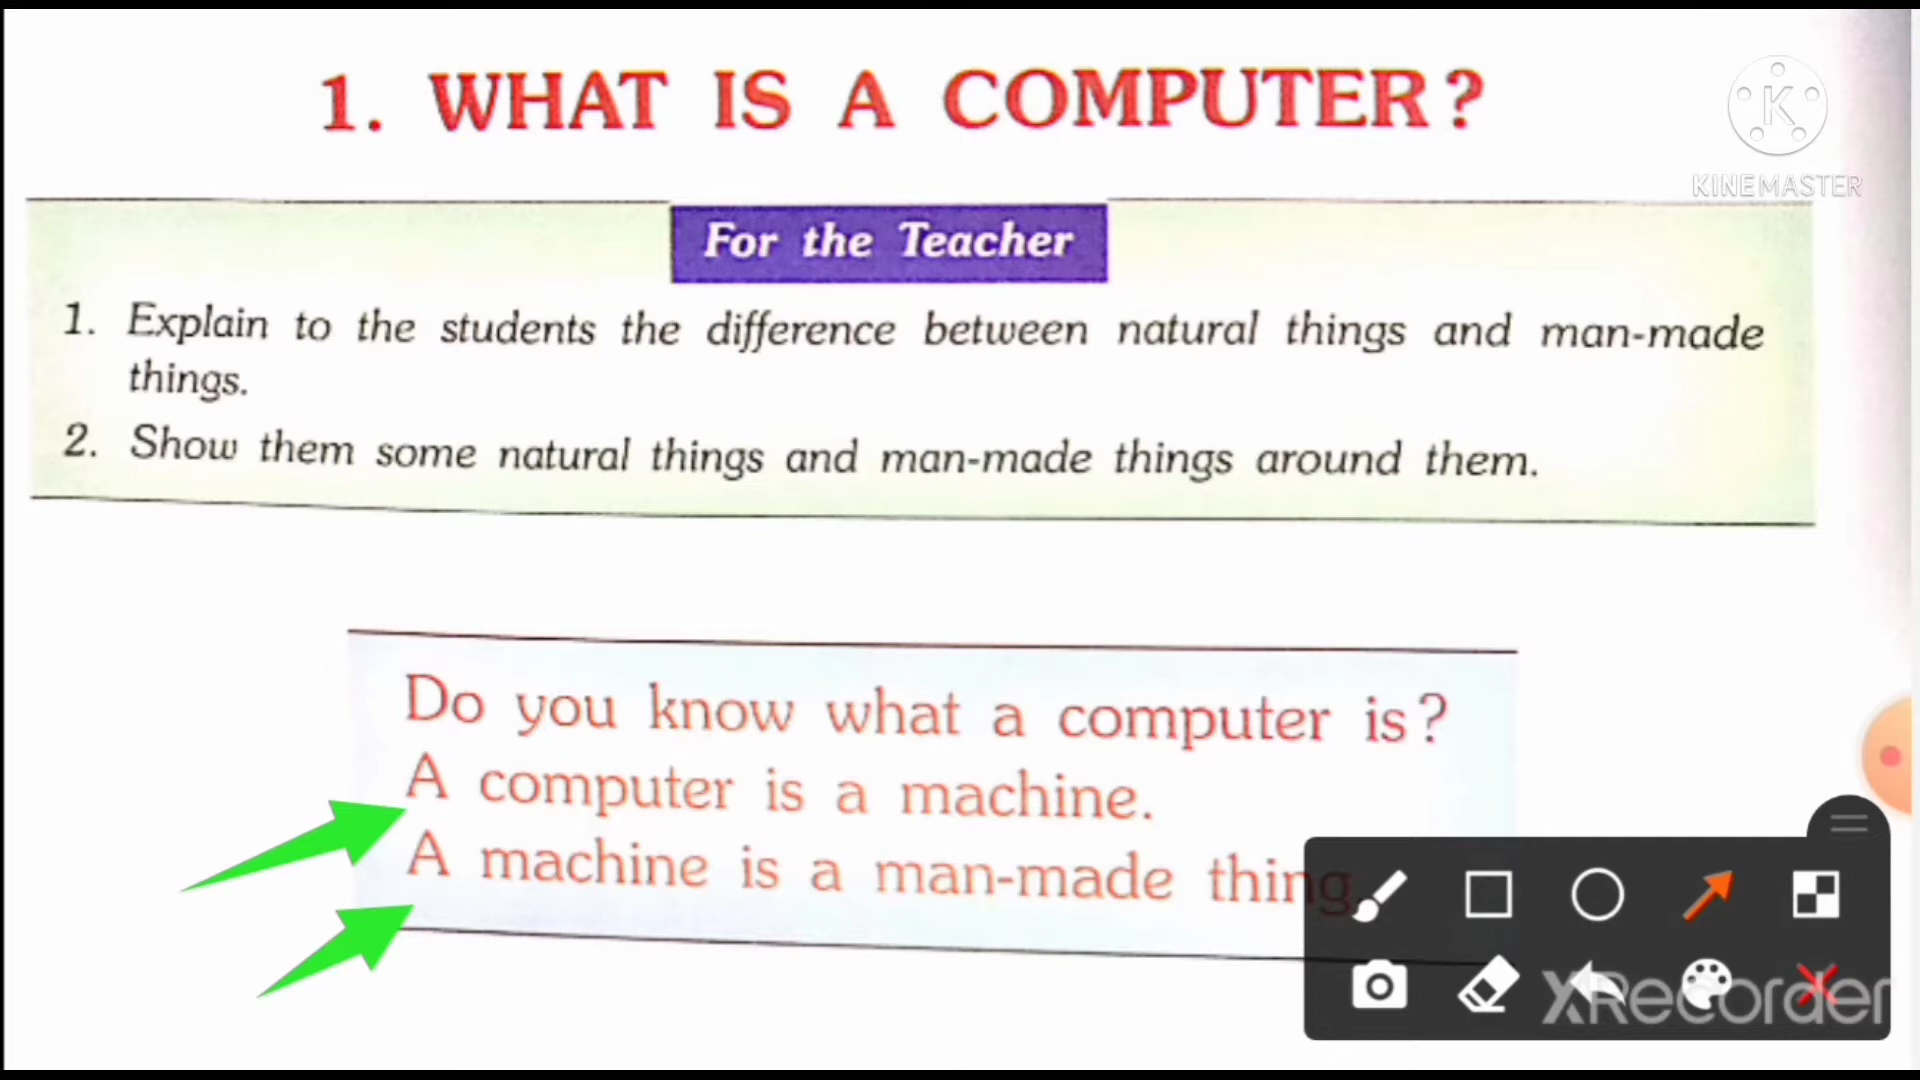 1. WHAT IS A COMPUTER?
KINEMASTER
For the Teacher
1. Explain to the students the difference between natural things and man-made
things.
2. Show them some natural things and man-made things around them.
Do you know what a computer is?
A computer is a machine.
A machine is a man-made thing
XRecorder